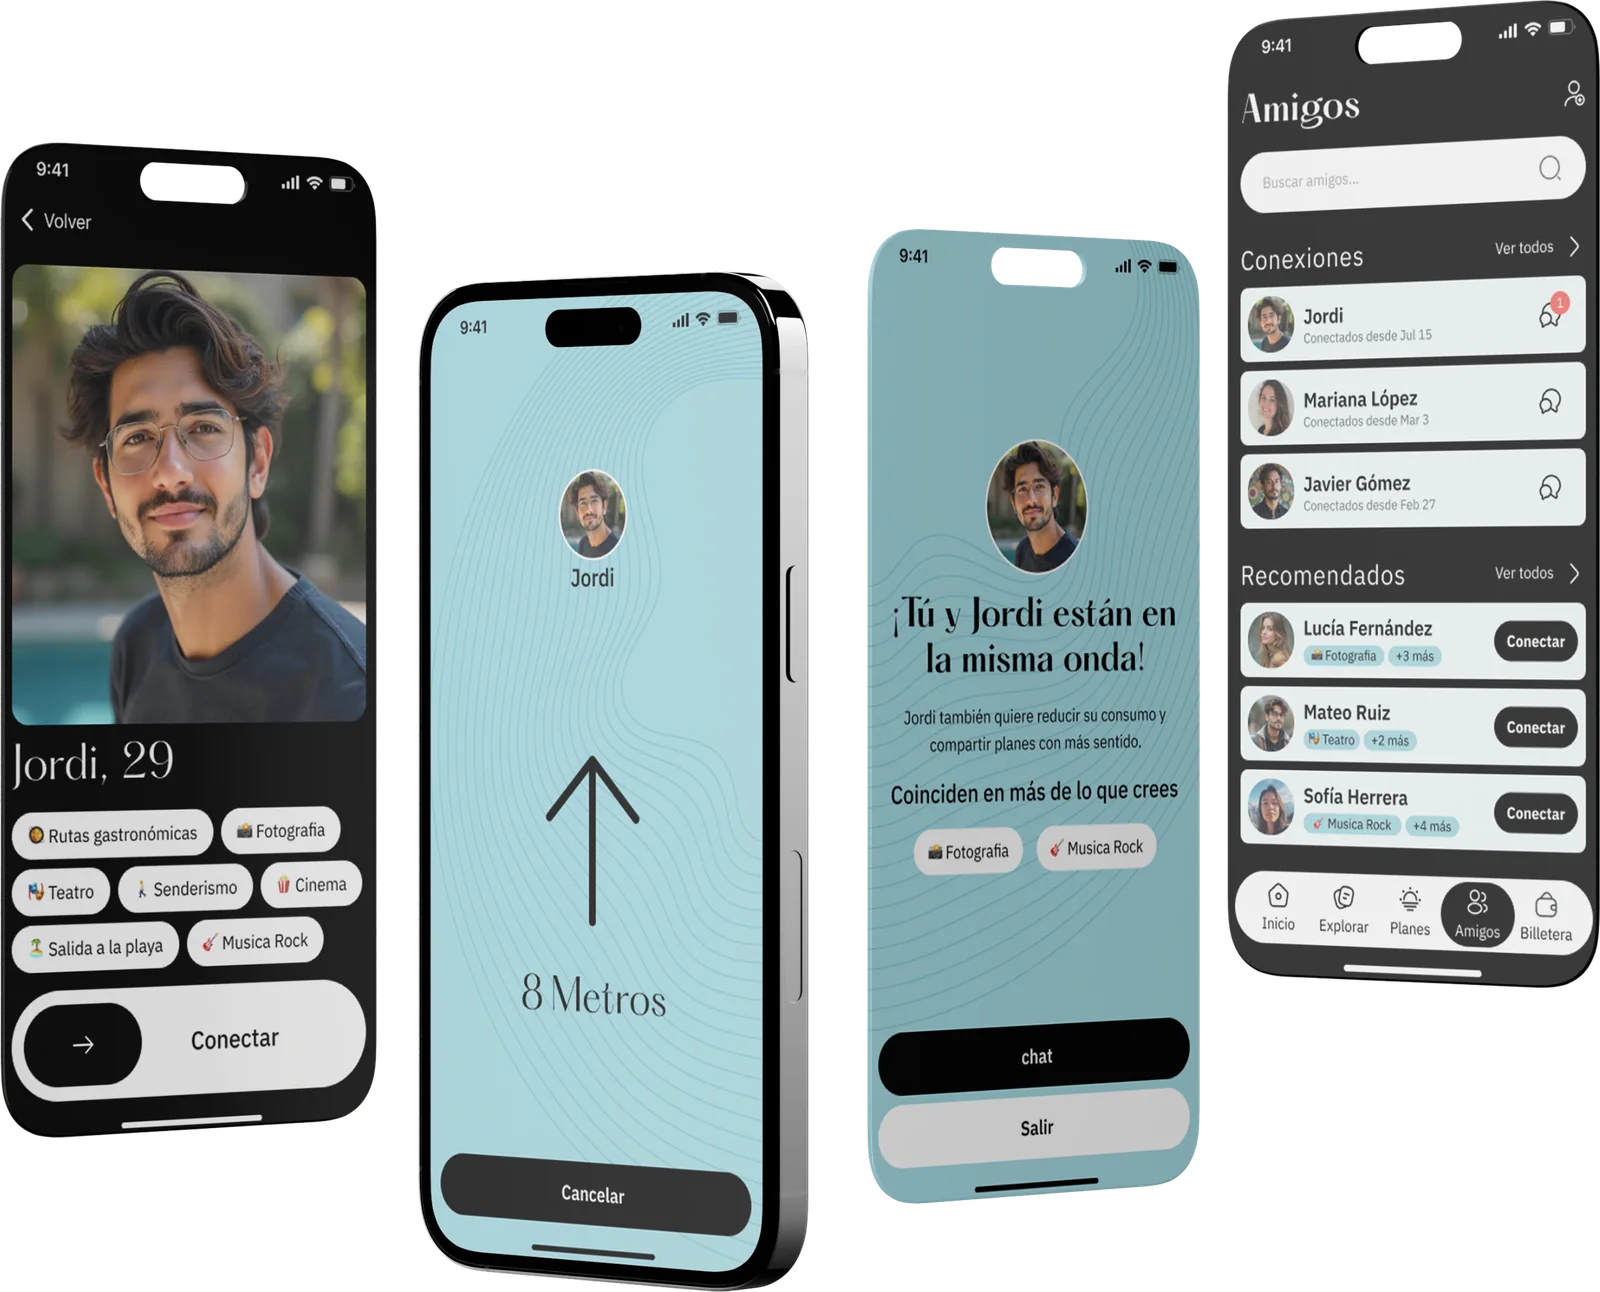 9:41
Volver
Jordi, 29
Rutas gastronómicas
Fotografia
Teatro
Senderismo
Cinema
Salida a la playa
Musica Rock
Conectar
9:41
Jordi
8 Metros
Cancelar
9:41
¡Tú y Jordi están en
la misma onda!
Jordi también quiere reducir su consumo y
compartir planes con más sentido.
Coinciden en más de lo que crees
Fotografia
Musica Rock
chat
Salir
9:41
Amigos
Buscar amigos...
Conexiones
Ver todos
Jordi
Conectados desde Jul 15
1
Mariana López
Conectados desde Mar 3
Javier Gómez
Conectados desde Feb 27
Recomendados
Ver todos
Lucía Fernández
Fotografia
+3 más
Conectar
Mateo Ruiz
Teatro
+2 más
Conectar
Sofía Herrera
Musica Rock
+4 más
Conectar
Inicio
Explorar
Planes
Amigos
Billetera